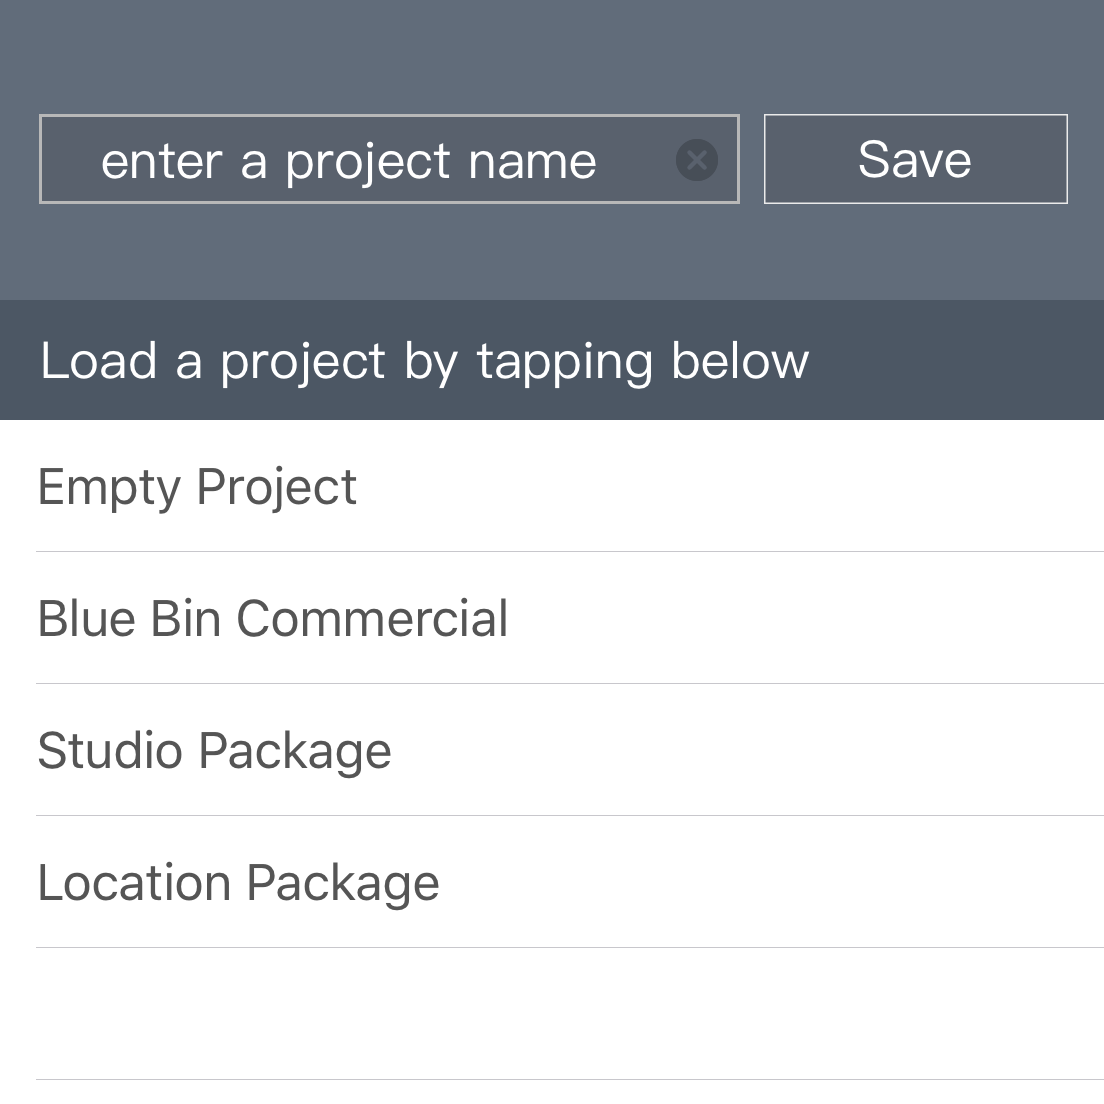 enter a project name
Save
Load a project by tapping below
Empty Project
Blue Bin Commercial
Studio Package
Location Package